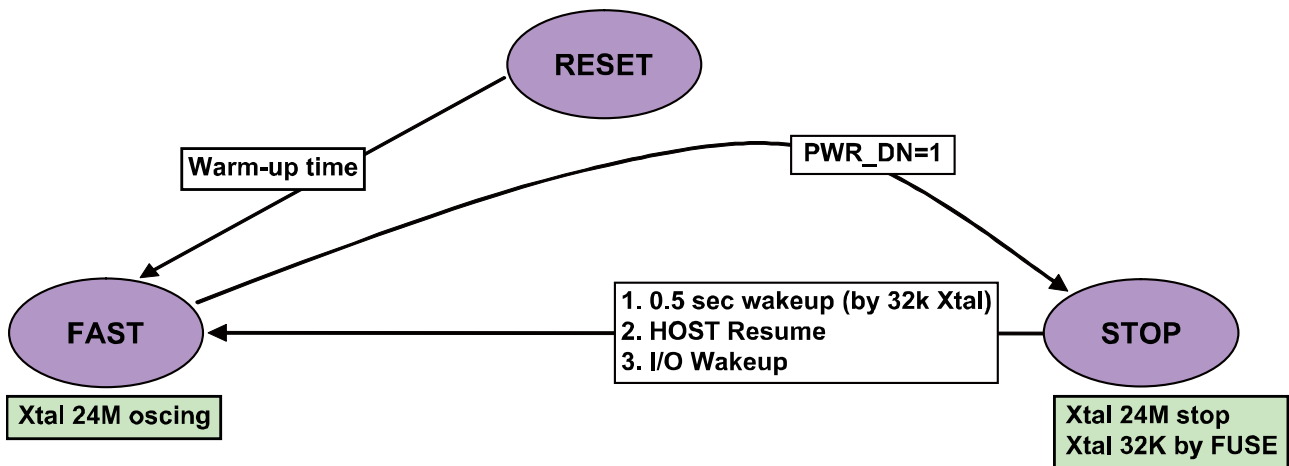 RESET
Warm-up time
PWR_DN=1
1. 0.5 sec wakeup (by 32k Xtal)
2. HOST Resume
3. I/O Wakeup
FAST
STOP
Xtal 24M oscing
Xtal 24M stop
Xtal 32K by FUSE